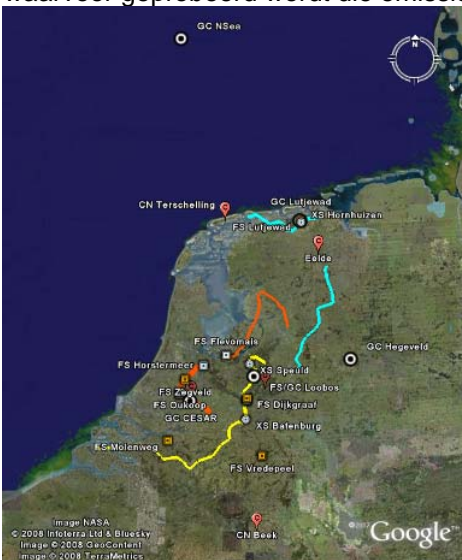 GC NSea
N
CN Terschelling
GC Lutjewad
XS Hornhuizen
FS Lutjewad
Eelde
FS Flevomais
GC Hegeveld
FS Horstermeer
XS Speuld
FS/GC Loobos
FS Zegveld
FS Oukoop
FS Dijkgraaf
GC CESAR
XS Batenburg
FS Molenweg
FS Vredepeel
CN Beek
Image NASA
© 2008 Infoterra Ltd & Bluesky
Image © 2008 GeoContent
Image © 2008 TerraMetrics
Google